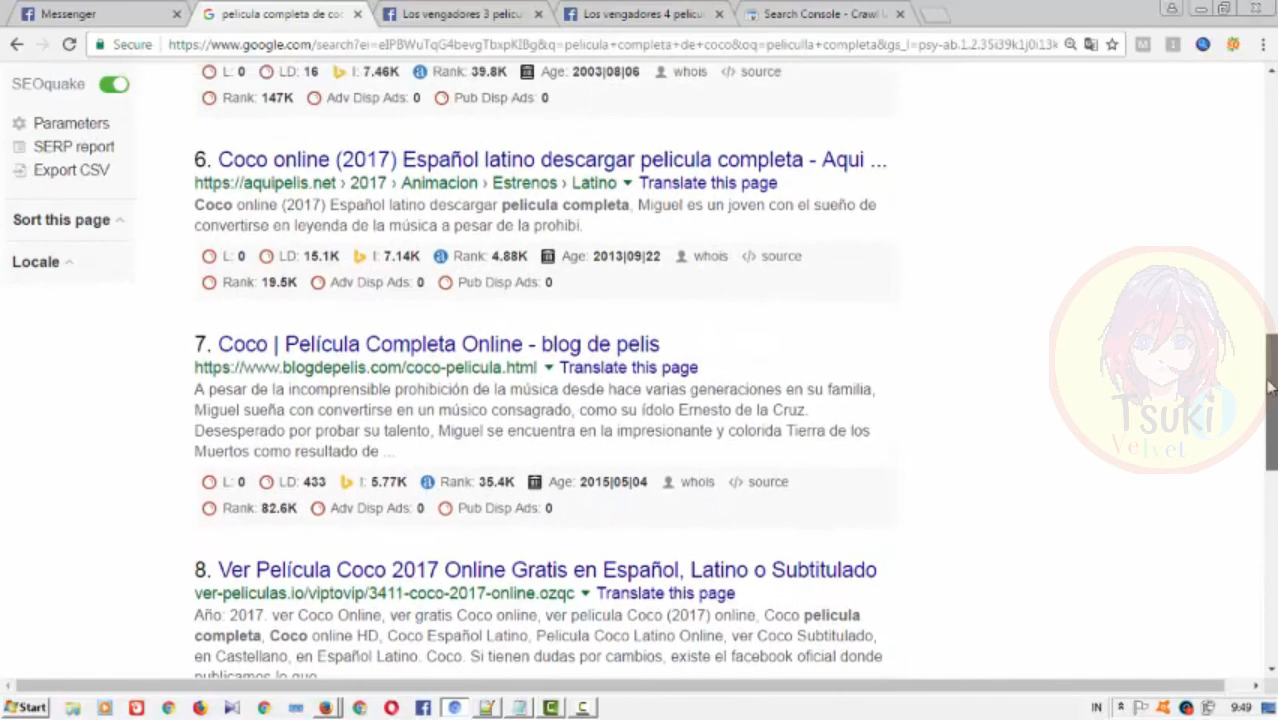 Messenger
pelicula completa de coc
Los vengadores 3 pelicu
Los vengadores 4 pelicu
Search Console - Crawl
Secure
https://www.google.com/search?ei=eIPBWuTqG4bevgTbxpKIBg&q=pelicula+completa+de+coco&oq=peliculla+completa&gs_l=psy-ab.1.2.35i39k1j0i13k
SEOquake
Parameters
SERP report
Export CSV
Sort this page
Locale
L: 0 LD: 16 I: 7.46K Rank: 39.8K Age: 2003|08|06 whois </> source
Rank: 147K Adv Disp Ads: 0 Pub Disp Ads: 0
6. Coco online (2017) Español latino descargar pelicula completa - Aqui ...
https://aquipelis.net › 2017 › Animacion › Estrenos › Latino ▼ Translate this page
Coco online (2017) Español latino descargar pelicula completa, Miguel es un joven con el sueño de
convertirse en leyenda de la música a pesar de la prohibi.
L: 0 LD: 15.1K I: 7.14K Rank: 4.88K Age: 2013|09|22 whois </> source
Rank: 19.5K Adv Disp Ads: 0 Pub Disp Ads: 0
7. Coco | Película Completa Online - blog de pelis
https://www.blogdepelis.com/coco-pelicula.html ▼ Translate this page
A pesar de la incomprensible prohibición de la música desde hace varias generaciones en su familia,
Miguel sueña con convertirse en un músico consagrado, como su ídolo Ernesto de la Cruz.
Desesperado por probar su talento, Miguel se encuentra en la impresionante y colorida Tierra de los
Muertos como resultado de ...
L: 0 LD: 433 I: 5.77K Rank: 35.4K Age: 2015|05|04 whois </> source
Rank: 82.6K Adv Disp Ads: 0 Pub Disp Ads: 0
8. Ver Película Coco 2017 Online Gratis en Español, Latino o Subtitulado
ver-peliculas.io/viptovip/3411-coco-2017-online.ozqc ▼ Translate this page
Año: 2017. ver Coco Online, ver gratis Coco online, ver pelicula Coco (2017) online, Coco pelicula
completa, Coco online HD, Coco Español Latino, Pelicula Coco Latino Online, ver Coco Subtitulado,
en Castellano, en Español Latino. Coco. Si tienen dudas por cambios, existe el facebook oficial donde
publicamos lo que
Tsuki
Velvet
Start
IN
9:49